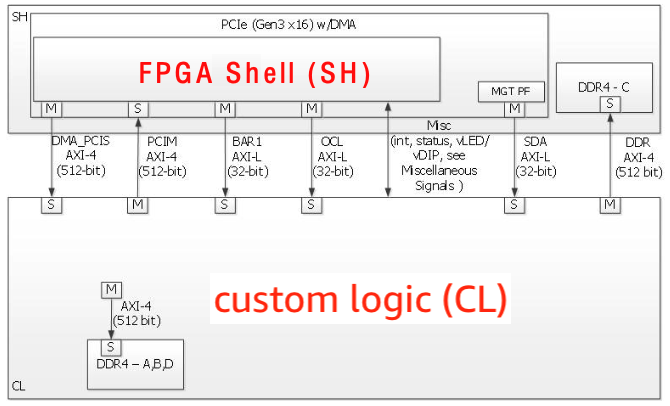 SH
PCIe (Gen3 x16) w/DMA
FPGA Shell (SH)
MGT PF
DDR4 - C
M
S
M
M
M
S
DMA_PCIS
AXI-4
(512-bit)
PCIM
AXI-4
(512-bit)
BAR1
AXI-L
(32-bit)
OCL
AXI-L
(32-bit)
Misc
(int, status, vLED/
vDIP, see
Miscellaneous
Signals )
SDA
AXI-L
(32-bit)
DDR
AXI-4
(512 bit)
S
M
S
S
S
M
custom logic (CL)
M
AXI-4
(512 bit)
S
DDR4 – A,B,D
CL